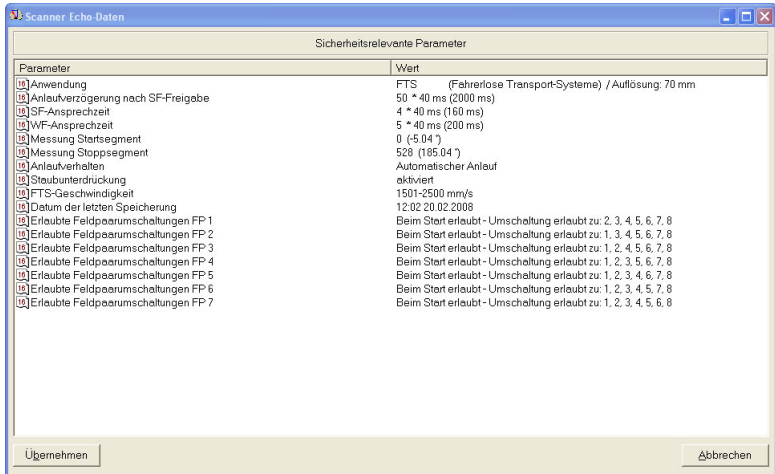 Scanner Echo-Daten
Sicherheitsrelevante Parameter
Parameter Wert
Anwendung FTS (Fahrerlose Transport-Systeme) / Auflösung: 70 mm
Anlaufverzögerung nach SF-Freigabe 50 * 40 ms (2000 ms)
SF-Ansprechzeit 4 * 40 ms (160 ms)
WF-Ansprechzeit 5 * 40 ms (200 ms)
Messung Startsegment 0 (-5.04 °)
Messung Stoppsegment 528 (185.04 °)
Anlaufverhalten Automatischer Anlauf
Staubunterdrückung aktiviert
FTS-Geschwindigkeit 1501-2500 mm/s
Datum der letzten Speicherung 12:02 20.02.2008
Erlaubte Feldpaarumschaltungen FP 1 Beim Start erlaubt - Umschaltung erlaubt zu: 2, 3, 4, 5, 6, 7, 8
Erlaubte Feldpaarumschaltungen FP 2 Beim Start erlaubt - Umschaltung erlaubt zu: 1, 3, 4, 5, 6, 7, 8
Erlaubte Feldpaarumschaltungen FP 3 Beim Start erlaubt - Umschaltung erlaubt zu: 1, 2, 4, 5, 6, 7, 8
Erlaubte Feldpaarumschaltungen FP 4 Beim Start erlaubt - Umschaltung erlaubt zu: 1, 2, 3, 5, 6, 7, 8
Erlaubte Feldpaarumschaltungen FP 5 Beim Start erlaubt - Umschaltung erlaubt zu: 1, 2, 3, 4, 6, 7, 8
Erlaubte Feldpaarumschaltungen FP 6 Beim Start erlaubt - Umschaltung erlaubt zu: 1, 2, 3, 4, 5, 7, 8
Erlaubte Feldpaarumschaltungen FP 7 Beim Start erlaubt - Umschaltung erlaubt zu: 1, 2, 3, 4, 5, 6, 8
Übernehmen Abbrechen